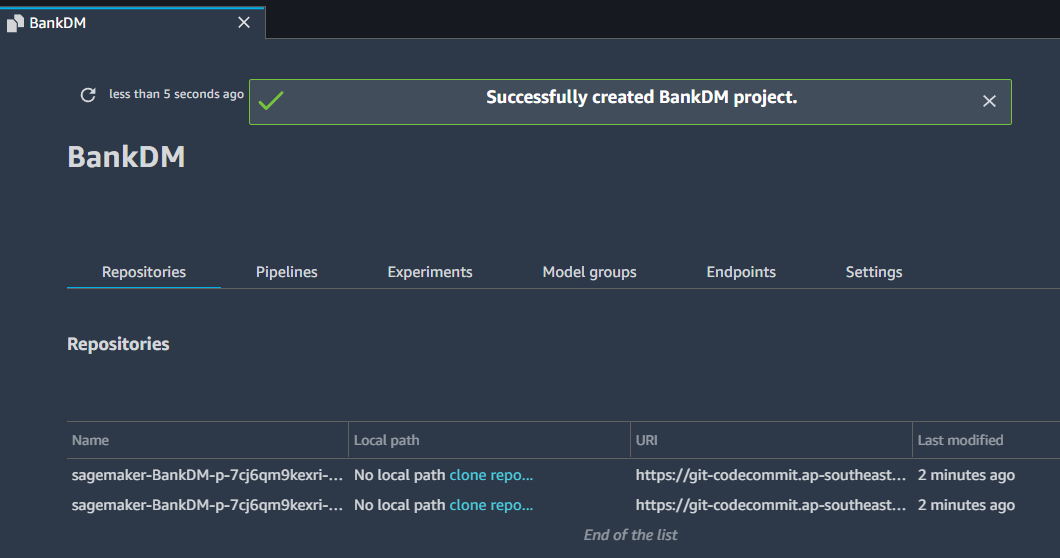 BankDM
less than 5 seconds ago
Successfully created BankDM project.
BankDM
Repositories Pipelines Experiments Model groups Endpoints Settings
Repositories
Name Local path URI Last modified
sagemaker-BankDM-p-7cj6qm9kexri-... No local path clone repo... https://git-codecommit.ap-southeast... 2 minutes ago
sagemaker-BankDM-p-7cj6qm9kexri-... No local path clone repo... https://git-codecommit.ap-southeast... 2 minutes ago
End of the list